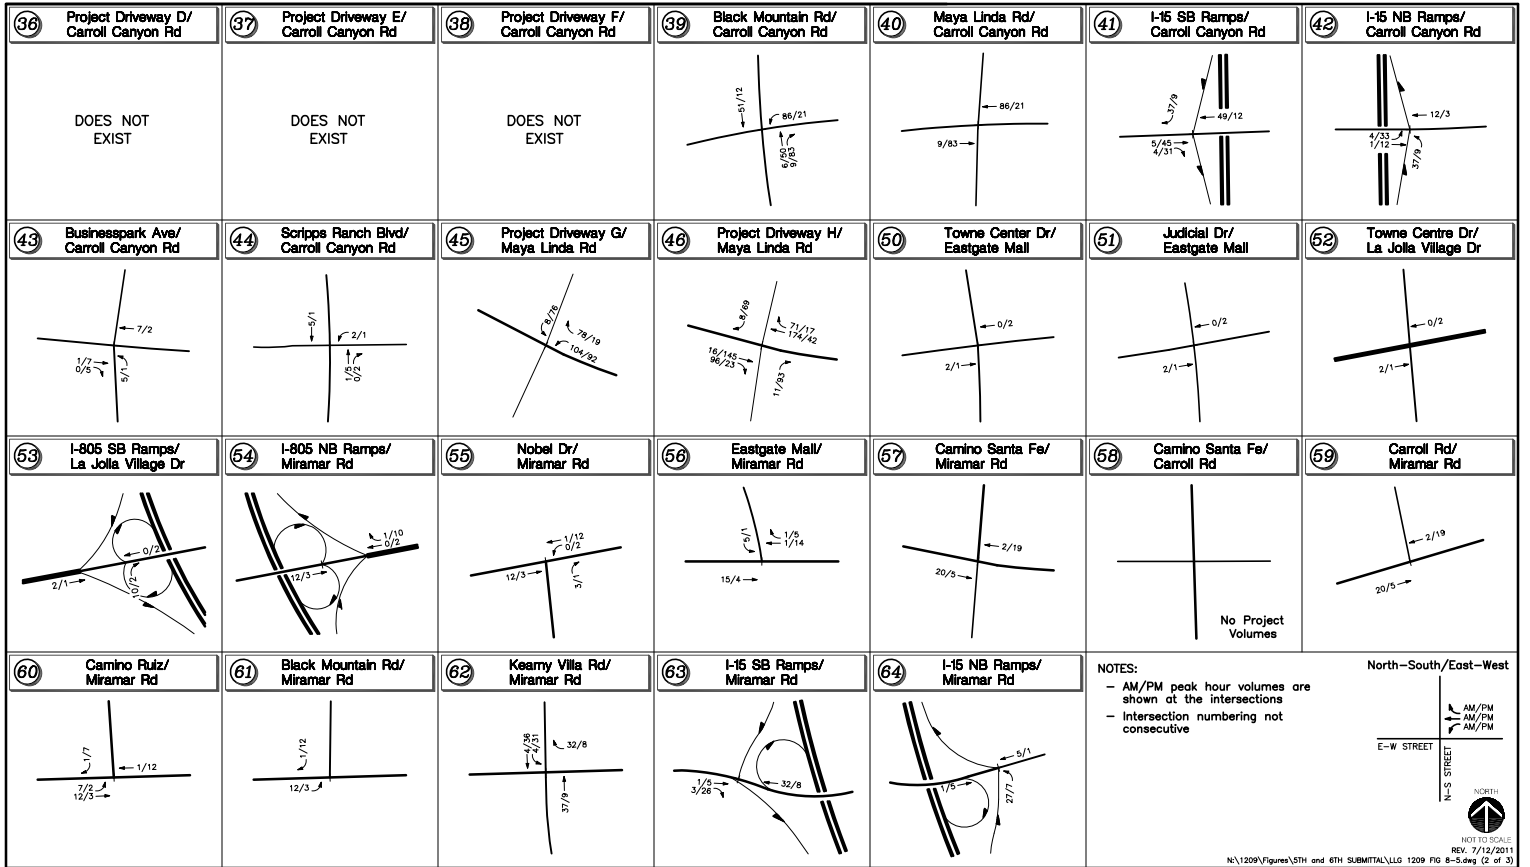 36 Project Driveway D/
Carroll Canyon Rd
DOES NOT
EXIST
37 Project Driveway E/
Carroll Canyon Rd
DOES NOT
EXIST
38 Project Driveway F/
Carroll Canyon Rd
DOES NOT
EXIST
39 Black Mountain Rd/
Carroll Canyon Rd
51/12
86/21
6/50
9/83
40 Maya Linda Rd/
Carroll Canyon Rd
86/21
9/83
41 I-15 SB Ramps/
Carroll Canyon Rd
37/9
49/12
5/45
4/31
42 I-15 NB Ramps/
Carroll Canyon Rd
12/3
4/33
1/12
37/9
43 Businesspark Ave/
Carroll Canyon Rd
7/2
1/7
0/5
5/1
44 Scripps Ranch Blvd/
Carroll Canyon Rd
5/1
2/1
1/5
0/2
45 Project Driveway G/
Maya Linda Rd
8/76
78/19
104/92
46 Project Driveway H/
Maya Linda Rd
8/69
71/17
174/42
16/145
96/23
11/93
50 Towne Center Dr/
Eastgate Mall
0/2
2/1
51 Judicial Dr/
Eastgate Mall
0/2
2/1
52 Towne Centre Dr/
La Jolla Village Dr
0/2
2/1
53 I-805 SB Ramps/
La Jolla Village Dr
0/2
2/1
10/2
54 I-805 NB Ramps/
Miramar Rd
1/10
0/2
12/3
55 Nobel Dr/
Miramar Rd
1/12
0/2
12/3
3/1
56 Eastgate Mall/
Miramar Rd
5/1
1/5
1/14
15/4
57 Camino Santa Fe/
Miramar Rd
2/19
20/5
58 Camino Santa Fe/
Carroll Rd
No Project
Volumes
59 Carroll Rd/
Miramar Rd
2/19
20/5
60 Camino Ruiz/
Miramar Rd
1/7
1/12
7/2
12/3
61 Black Mountain Rd/
Miramar Rd
1/12
12/3
62 Kearny Villa Rd/
Miramar Rd
4/36
4/31
32/8
37/9
63 I-15 SB Ramps/
Miramar Rd
1/5
3/26
32/8
64 I-15 NB Ramps/
Miramar Rd
5/1
1/5
27/7
NOTES:
– AM/PM peak hour volumes are
shown at the intersections
– Intersection numbering not
consecutive
North-South/East-West
AM/PM
AM/PM
AM/PM
E-W STREET
N-S STREET
NORTH
NOT TO SCALE
REV. 7/12/2011
N:\1209\Figures\5TH and 6TH SUBMITTAL\LLG 1209 FIG 8-5.dwg (2 of 3)